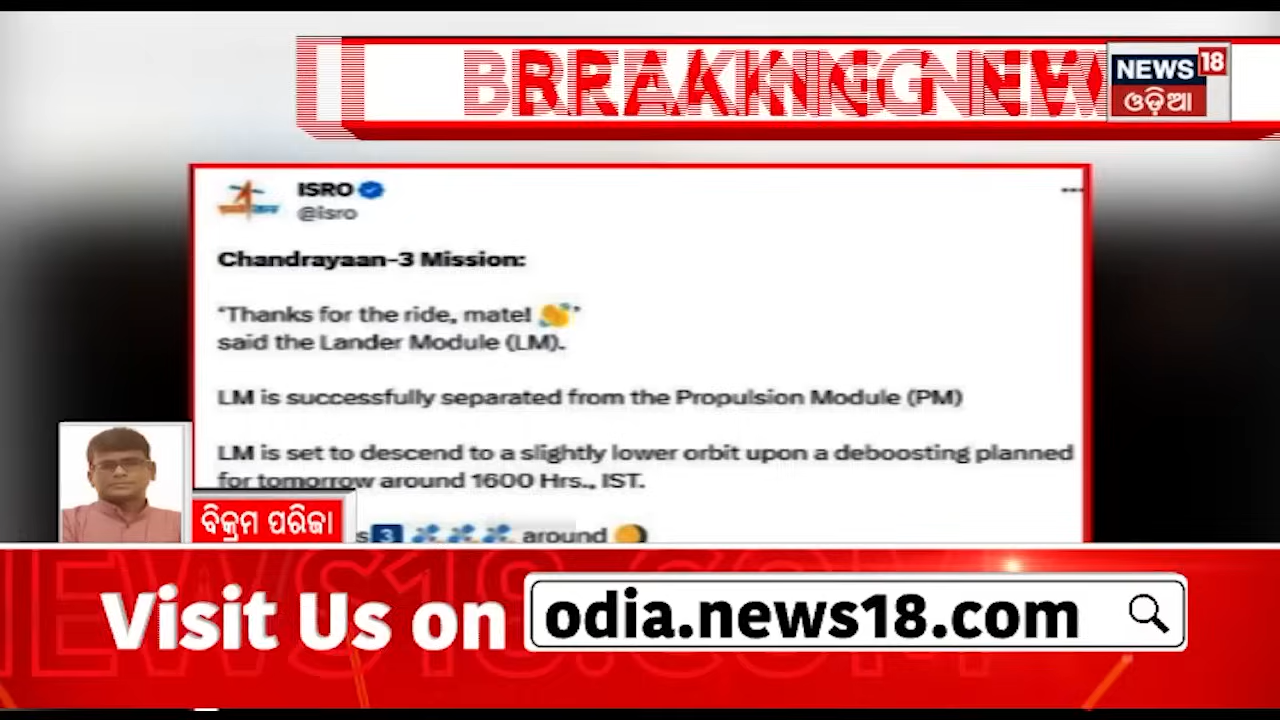 BREAKING NEW
NEWS 18
ଓଡ଼ିଆ
ISRO
@isro
Chandrayaan-3 Mission:
'Thanks for the ride, mate! 👋'
said the Lander Module (LM).
LM is successfully separated from the Propulsion Module (PM)
LM is set to descend to a slightly lower orbit upon a deboosting planned
for tomorrow around 1600 Hrs., IST.
3 around
ବିକ୍ରମ ପରିଜା
Visit Us on odia.news18.com